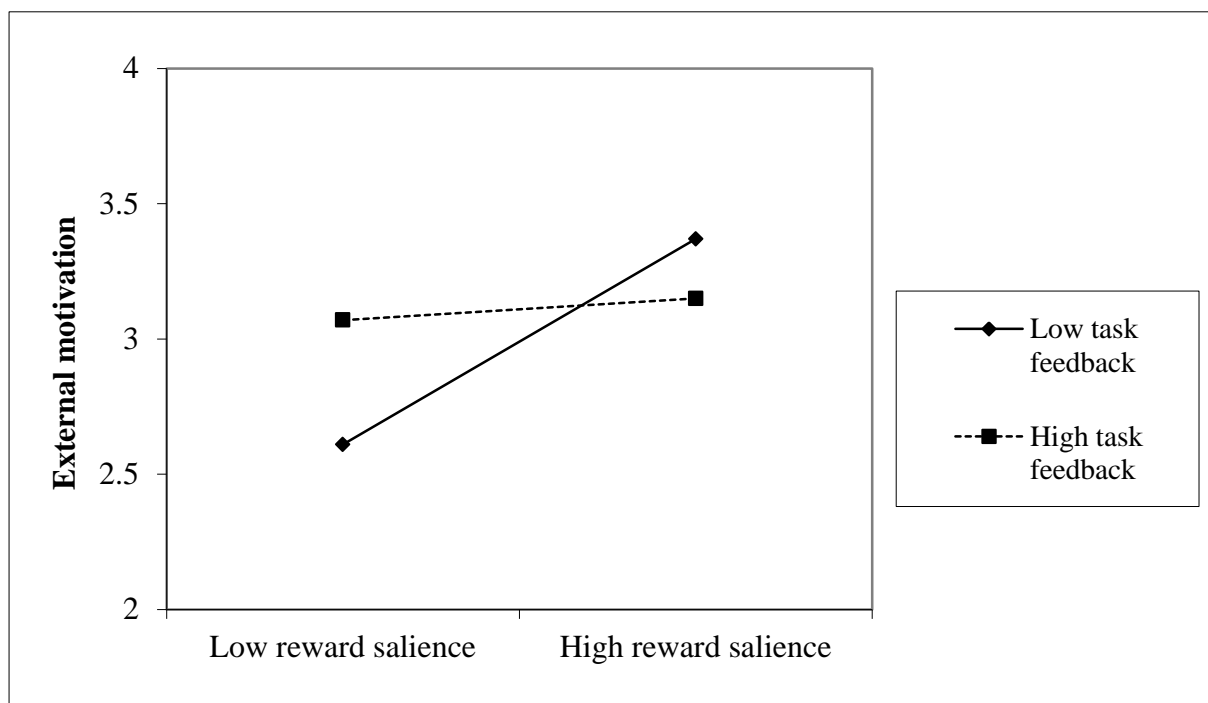 4
3.5
3
2.5
2
External motivation
Low reward salience
High reward salience
Low task
feedback
High task
feedback